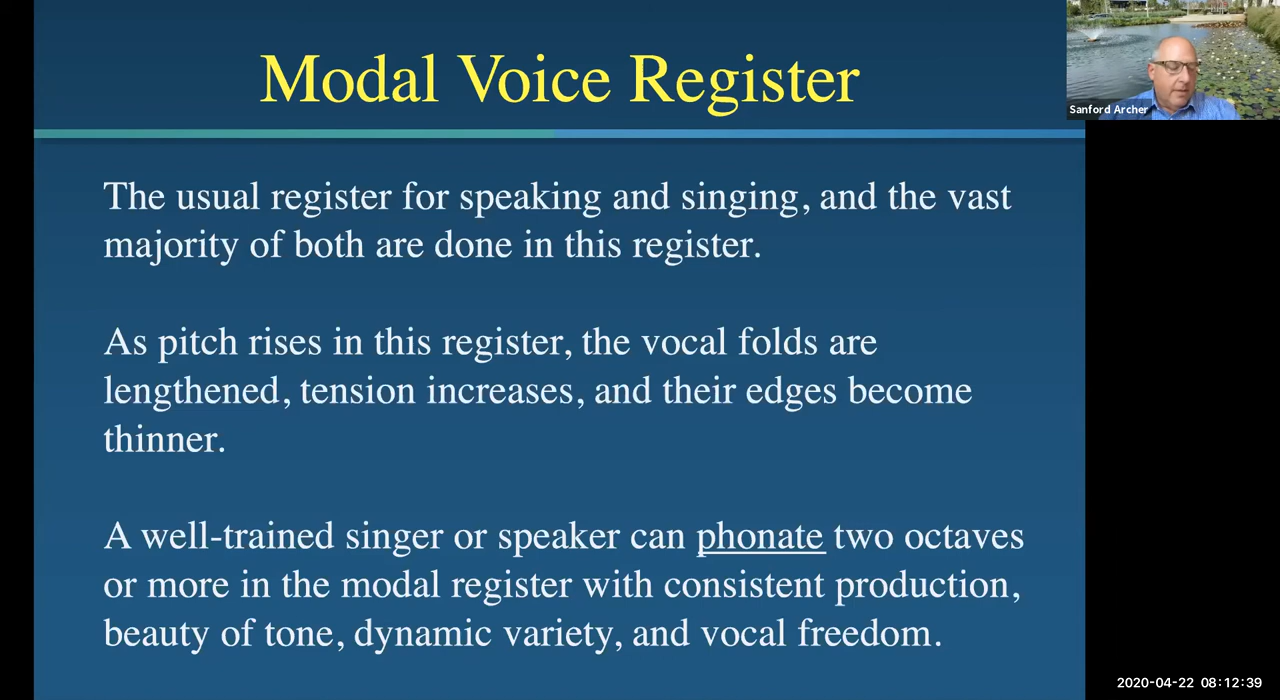 Modal Voice Register
Sanford Archer
The usual register for speaking and singing, and the vast
majority of both are done in this register.
As pitch rises in this register, the vocal folds are
lengthened, tension increases, and their edges become
thinner.
A well-trained singer or speaker can phonate two octaves
or more in the modal register with consistent production,
beauty of tone, dynamic variety, and vocal freedom.
2020-04-22 08:12:39